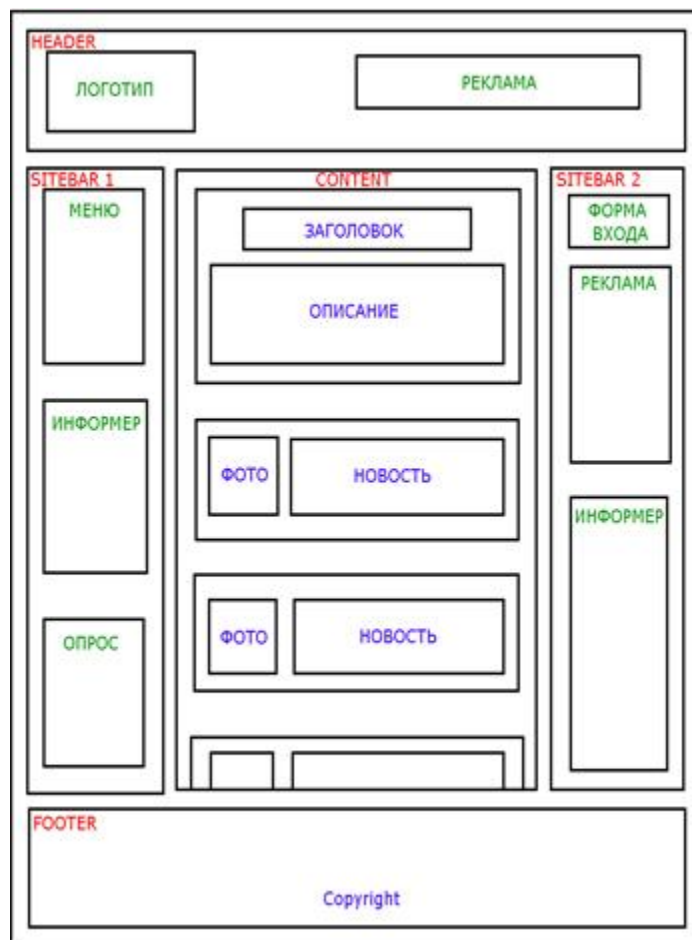 HEADER
ЛОГОТИП
РЕКЛАМА
SITEBAR 1
МЕНЮ
ИНФОРМЕР
ОПРОС
CONTENT
ЗАГОЛОВОК
ОПИСАНИЕ
ФОТО
НОВОСТЬ
ФОТО
НОВОСТЬ
SITEBAR 2
ФОРМА
ВХОДА
РЕКЛАМА
ИНФОРМЕР
FOOTER
Copyright